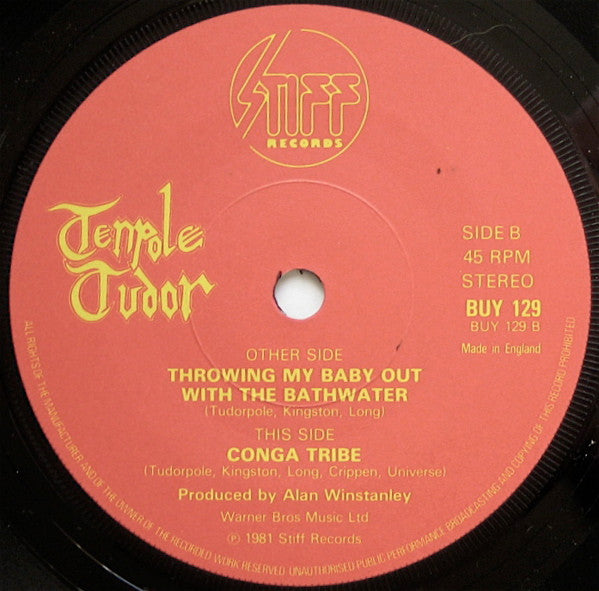 STIFF
RECORDS
Tenpole
Tudor
SIDE B
45 RPM
STEREO
BUY 129
BUY 129 B
Made in England
OTHER SIDE
THROWING MY BABY OUT
WITH THE BATHWATER
(Tudorpole, Kingston, Long)
THIS SIDE
CONGA TRIBE
(Tudorpole, Kingston, Long, Crippen, Universe)
Produced by Alan Winstanley
Warner Bros Music Ltd
℗ 1981 Stiff Records
ALL RIGHTS OF THE MANUFACTURER AND OF THE OWNER OF THE RECORDED WORK RESERVED·UNAUTHORISED PUBLIC PERFORMANCE BROADCASTING AND COPYING OF THIS RECORD PROHIBITED